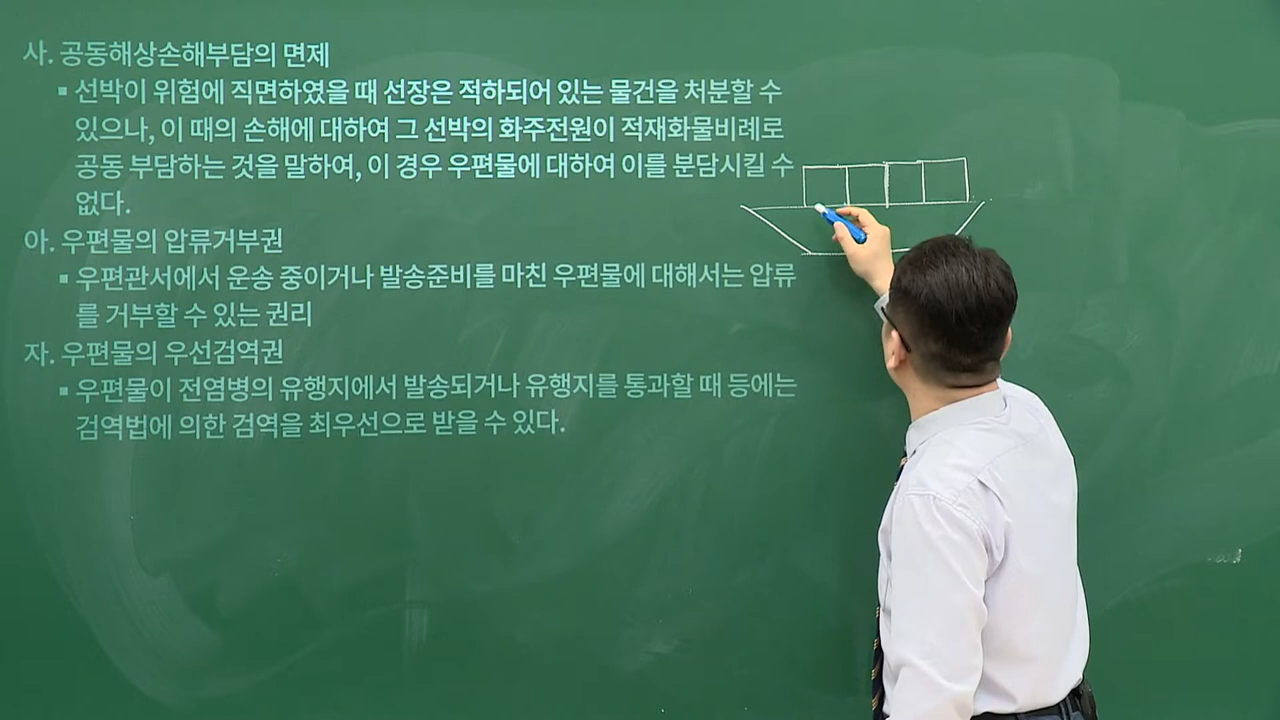 사. 공동해상손해부담의 면제
▪ 선박이 위험에 직면하였을 때 선장은 적하되어 있는 물건을 처분할 수
있으나, 이 때의 손해에 대하여 그 선박의 화주전원이 적재화물비례로
공동 부담하는 것을 말하여, 이 경우 우편물에 대하여 이를 분담시킬 수
없다.
아. 우편물의 압류거부권
▪ 우편관서에서 운송 중이거나 발송준비를 마친 우편물에 대해서는 압류
를 거부할 수 있는 권리
자. 우편물의 우선검역권
▪ 우편물이 전염병의 유행지에서 발송되거나 유행지를 통과할 때 등에는
검역법에 의한 검역을 최우선으로 받을 수 있다.